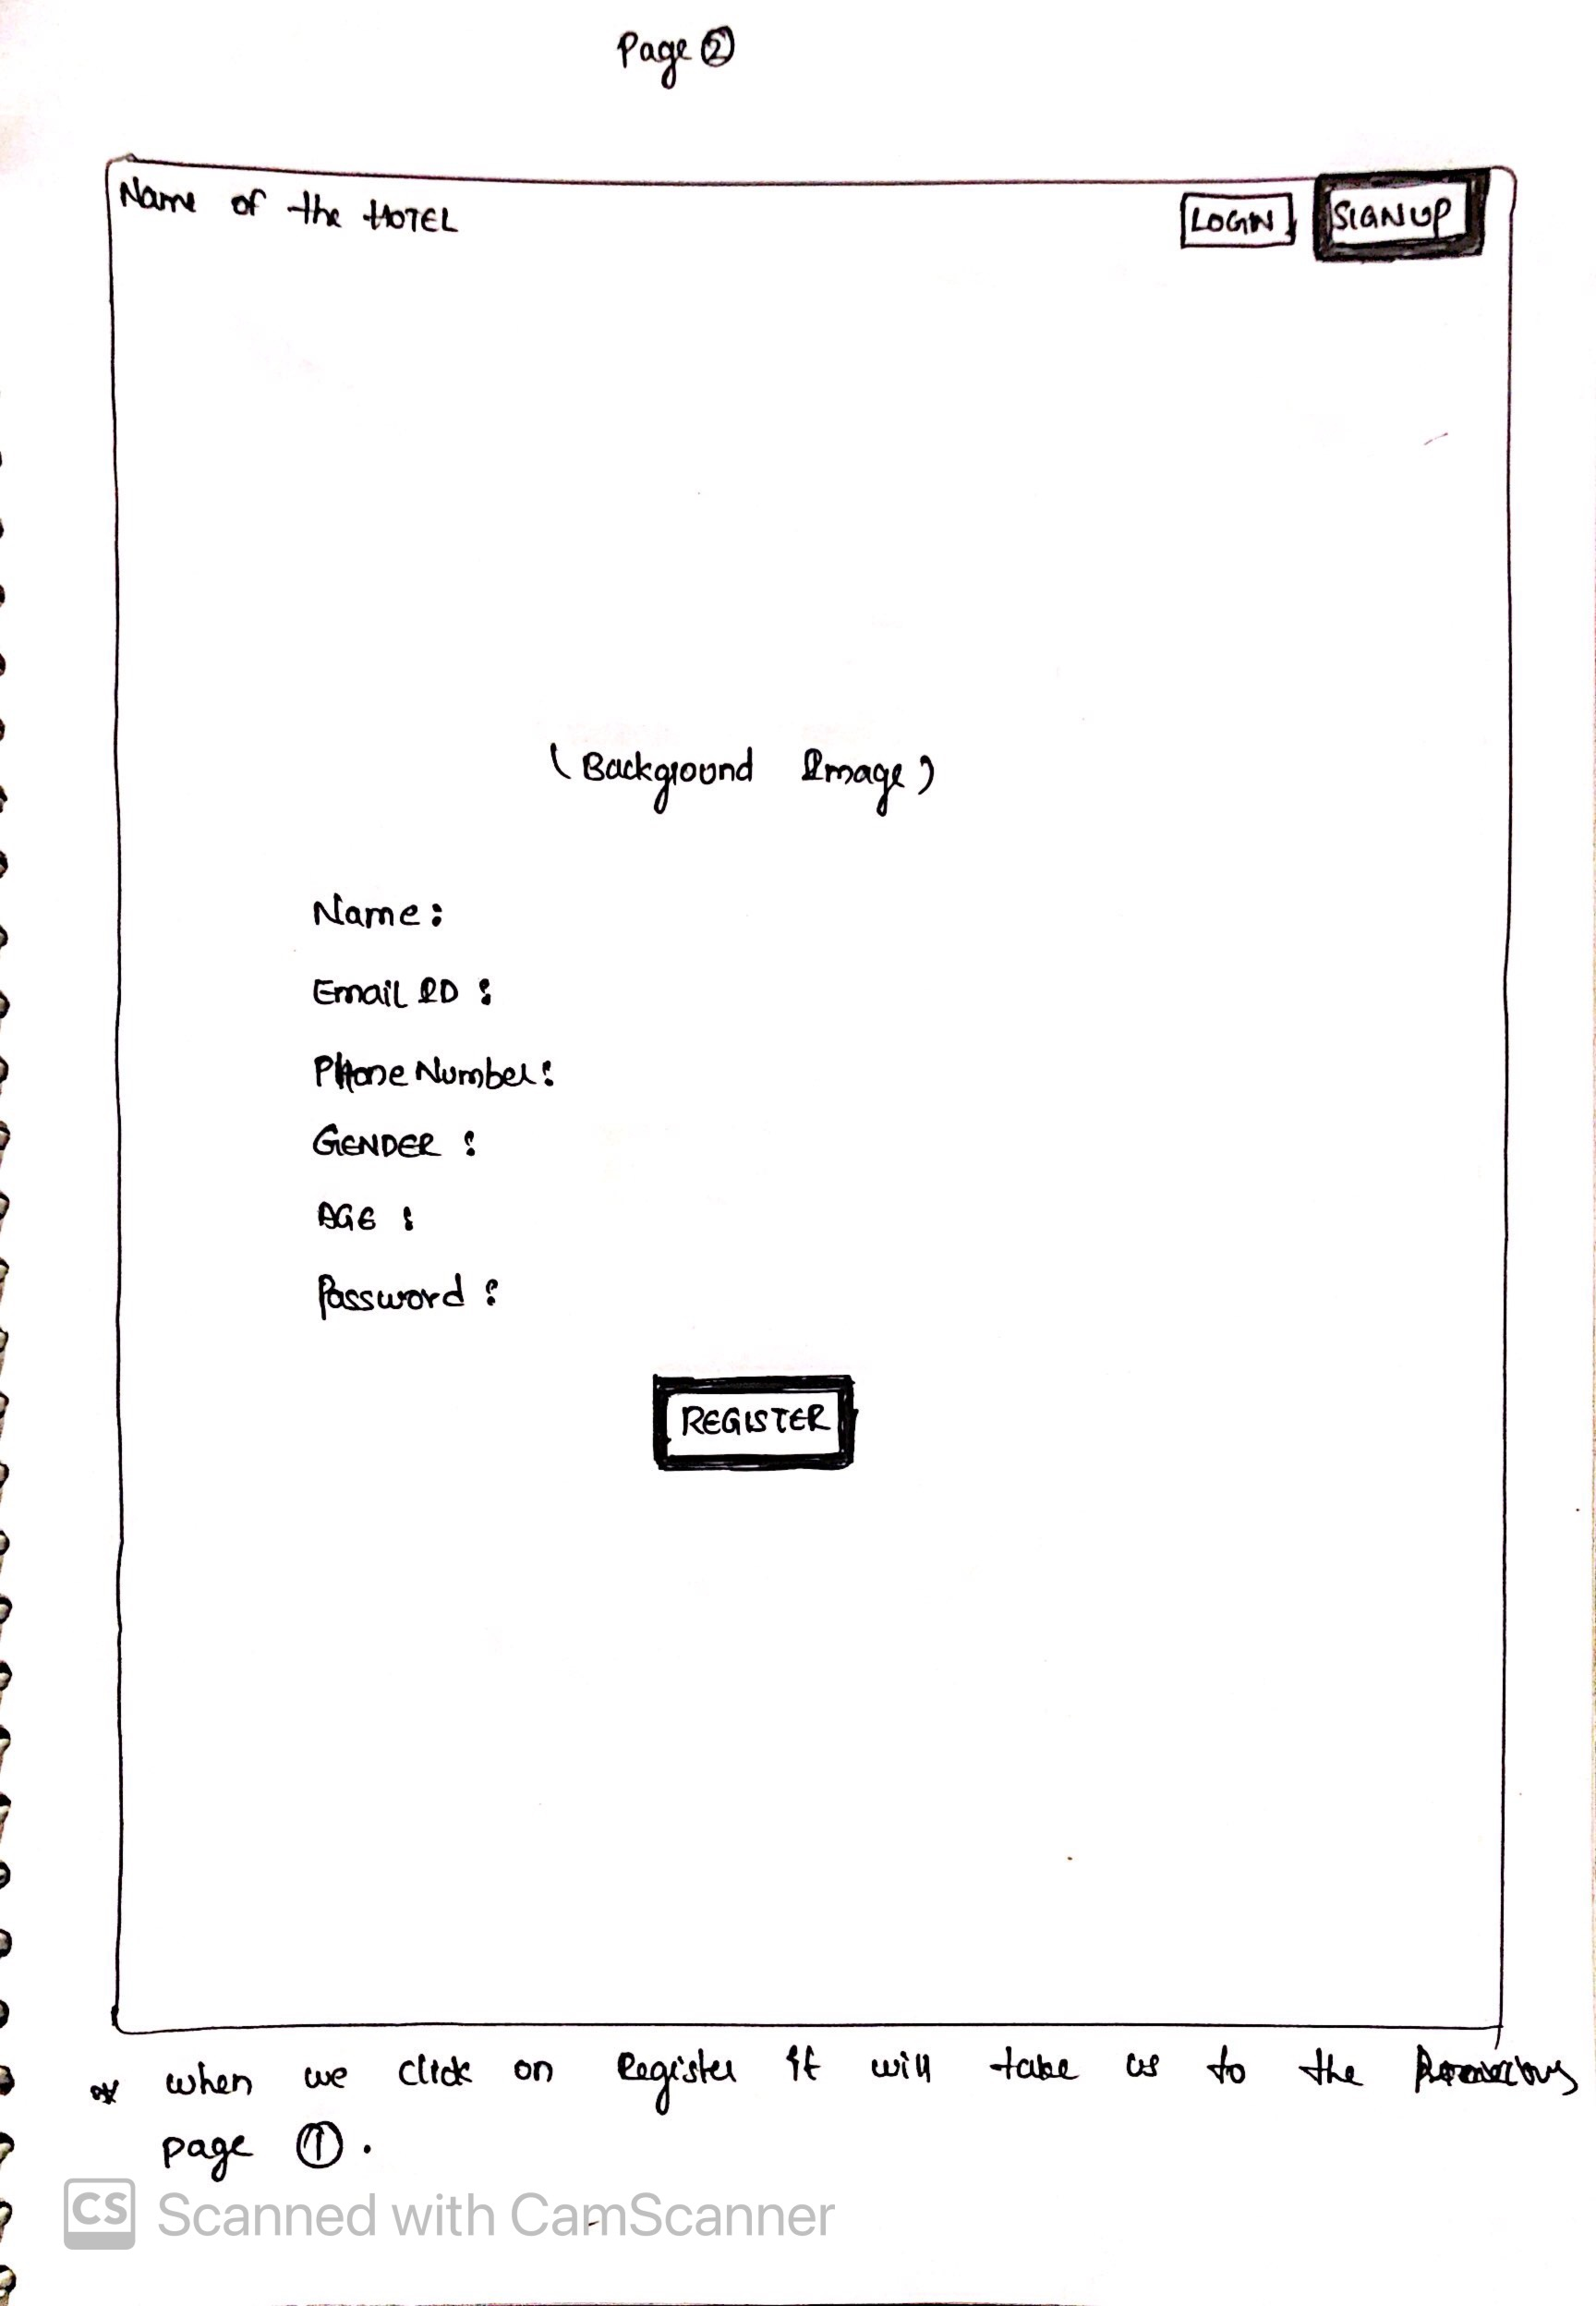 Page ②
Name of the HOTEL
LOGIN
SIGNUP
(Background Image)
Name:
Email ID :
PHone Number:
GENDER :
AGE :
Password :
REGISTER
* when we click on Register it will take us to the
page ①.
CS Scanned with CamScanner